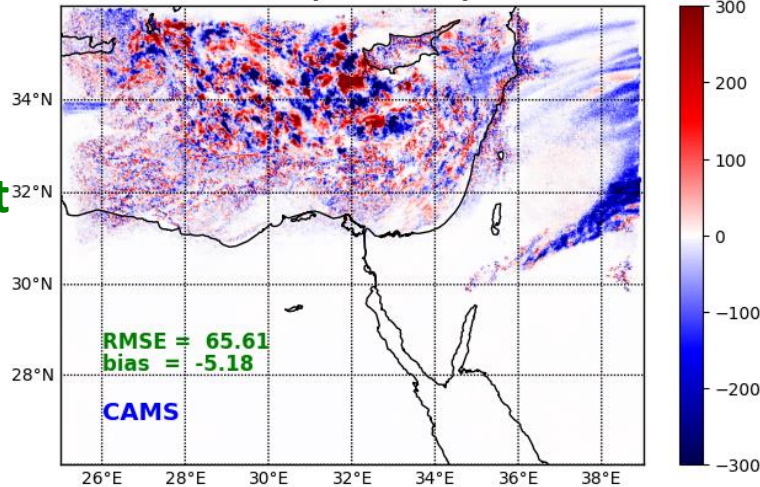 300
200
100
0
−100
−200
−300
34°N
32°N
30°N
28°N
t
RMSE = 65.61
bias = -5.18
CAMS
26°E 28°E 30°E 32°E 34°E 36°E 38°E